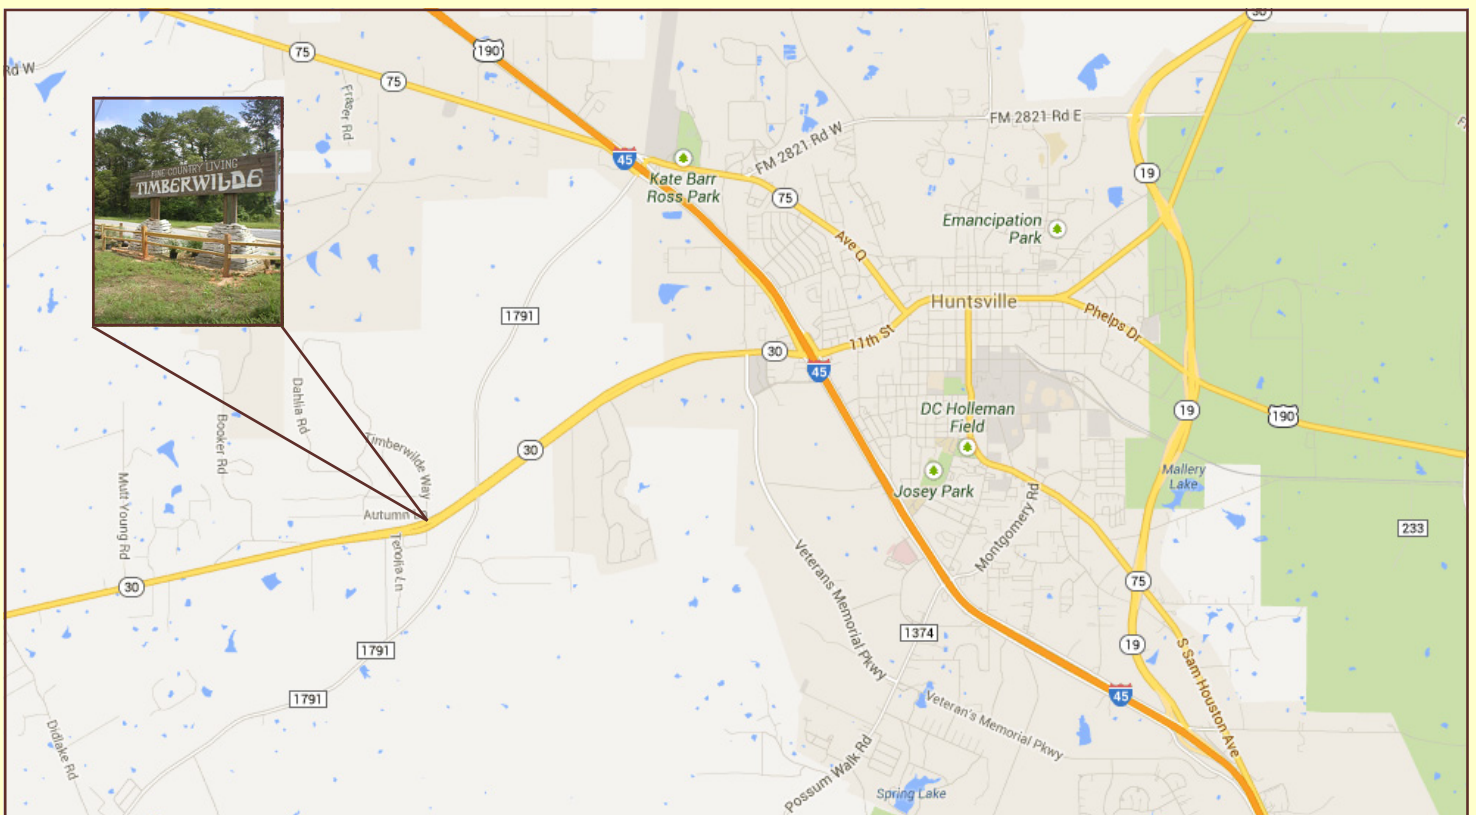 30
75
190
75
Rd W
Fraser Rd
FM 2821 Rd E
FM 2821 Rd W
45
Kate Barr
Ross Park
19
75
FINE COUNTRY LIVING
TIMBERWILDE
Emancipation
Park
Ave Q
Huntsville
1791
Phelps Dr
11th St
30
45
Dahlia Rd
DC Holleman
Field
19
190
Booker Rd
Timberwilde Way
30
Mutt Young Rd
Josey Park
Mallery
Lake
Autumn Ln
Montgomery Rd
233
Tenolia Ln
Veterans Memorial Pkwy
30
75
1374
19
1791
S Sam Houston Ave
1791
45
Veteran's Memorial Pkwy
Didlake Rd
Possum Walk Rd
Spring Lake